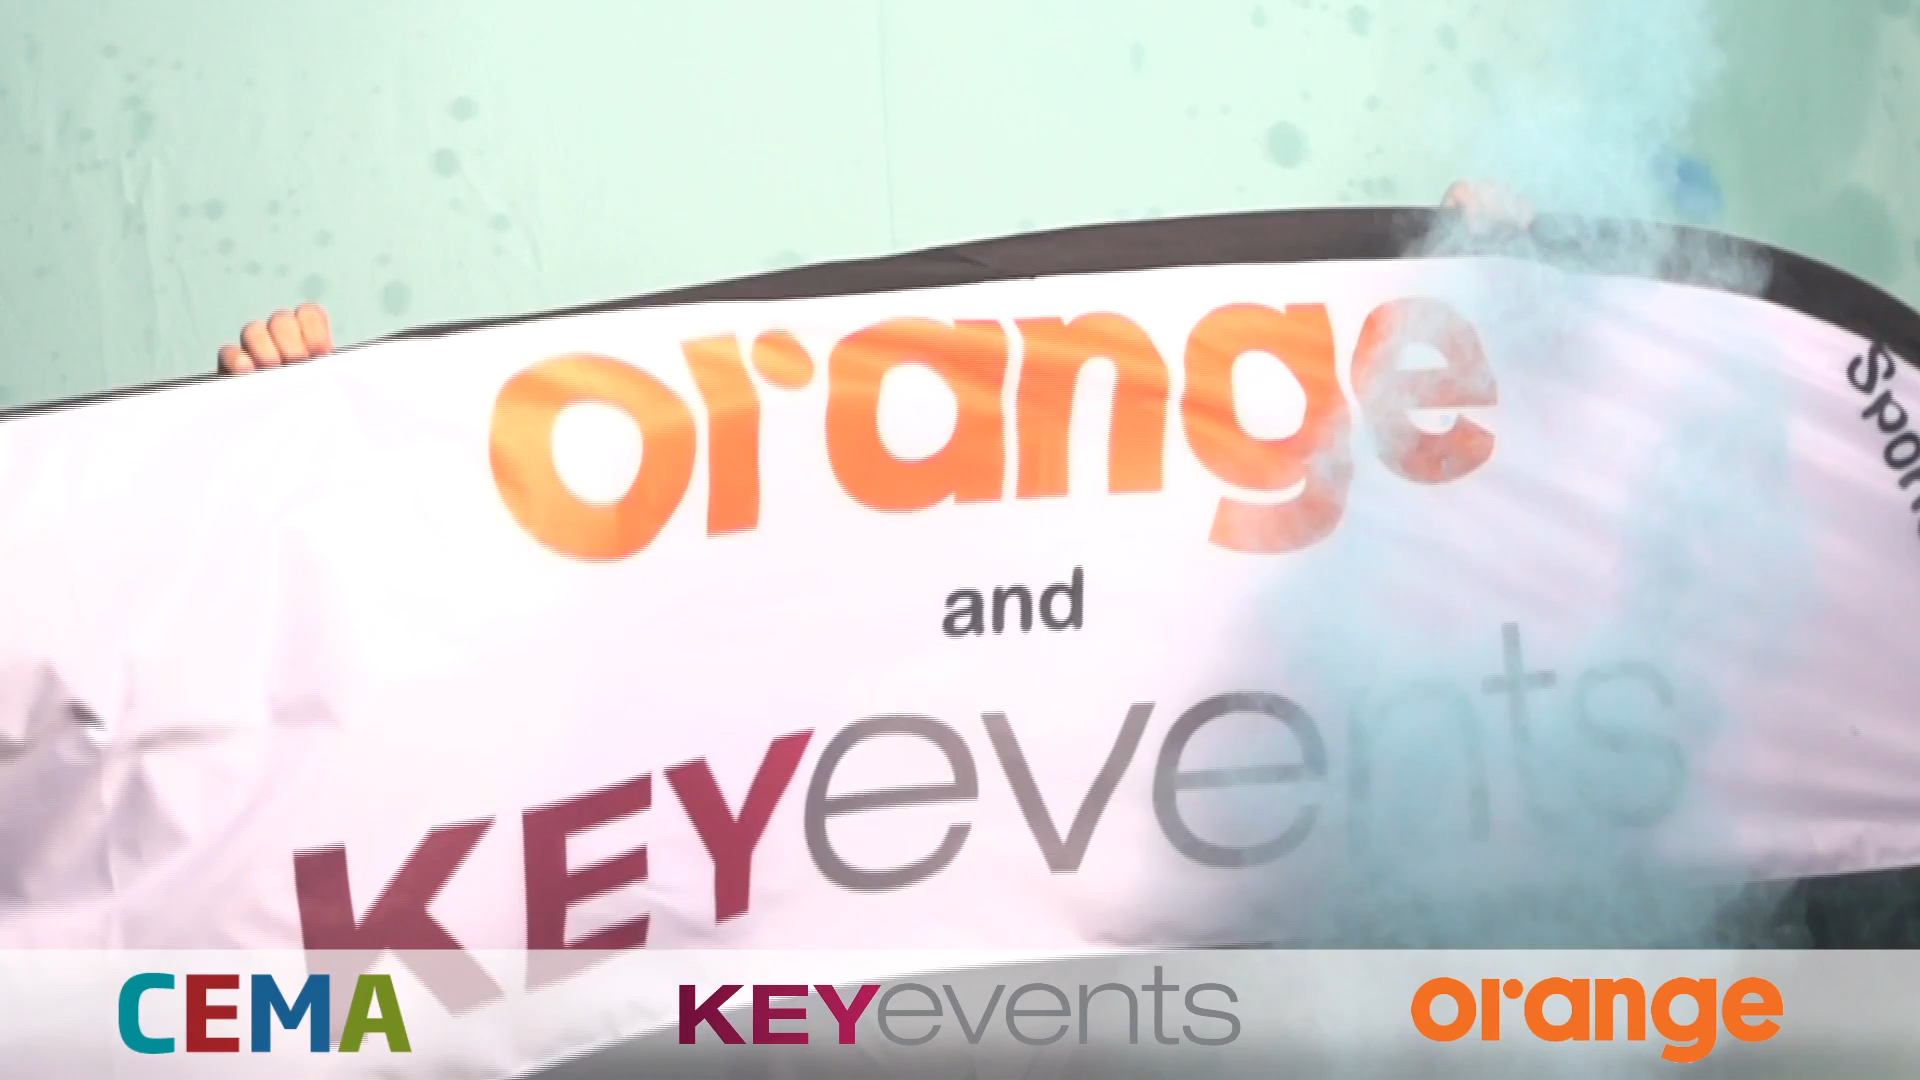 orange
and
KEYevents
CEMA
KEYevents
orange